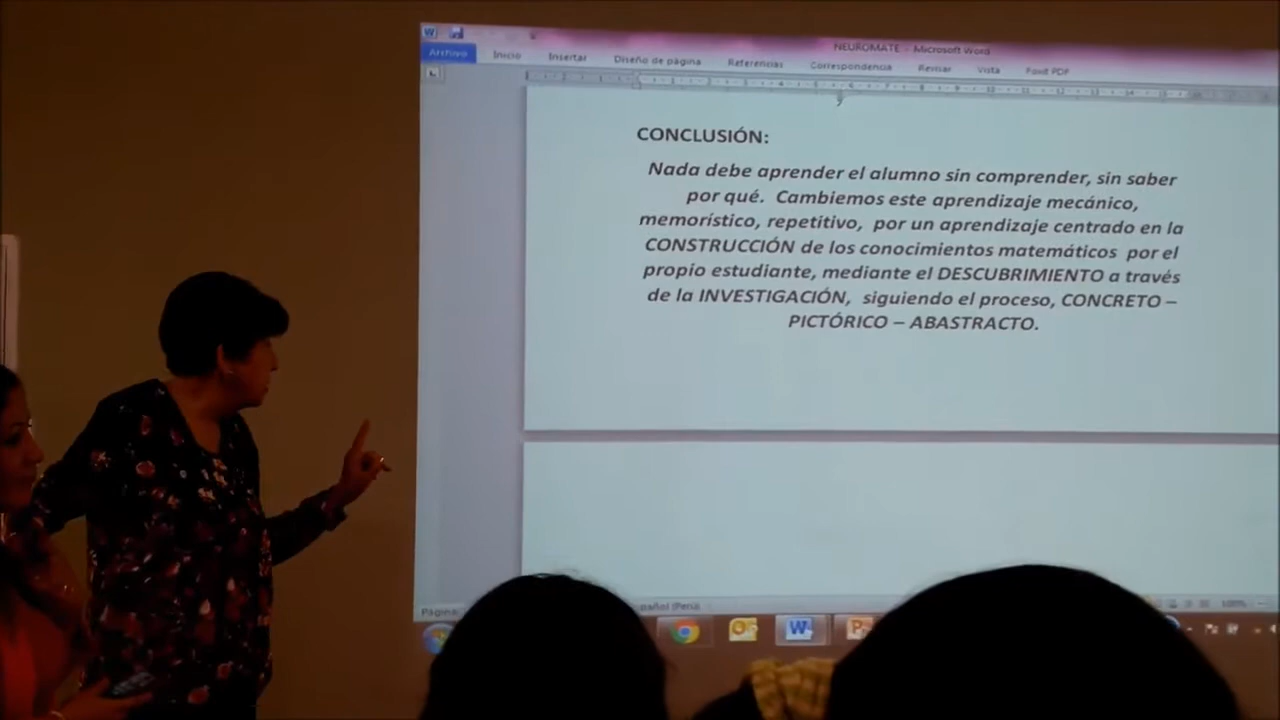 NEUROMATE - Microsoft Word
Archivo Inicio Insertar Diseño de página Referencias Correspondencia Revisar Vista Foxit PDF
CONCLUSIÓN:
Nada debe aprender el alumno sin comprender, sin saber
por qué. Cambiemos este aprendizaje mecánico,
memorístico, repetitivo, por un aprendizaje centrado en la
CONSTRUCCIÓN de los conocimientos matemáticos por el
propio estudiante, mediante el DESCUBRIMIENTO a través
de la INVESTIGACIÓN, siguiendo el proceso, CONCRETO –
PICTÓRICO – ABASTRACTO.
Página: (Perú) 100%